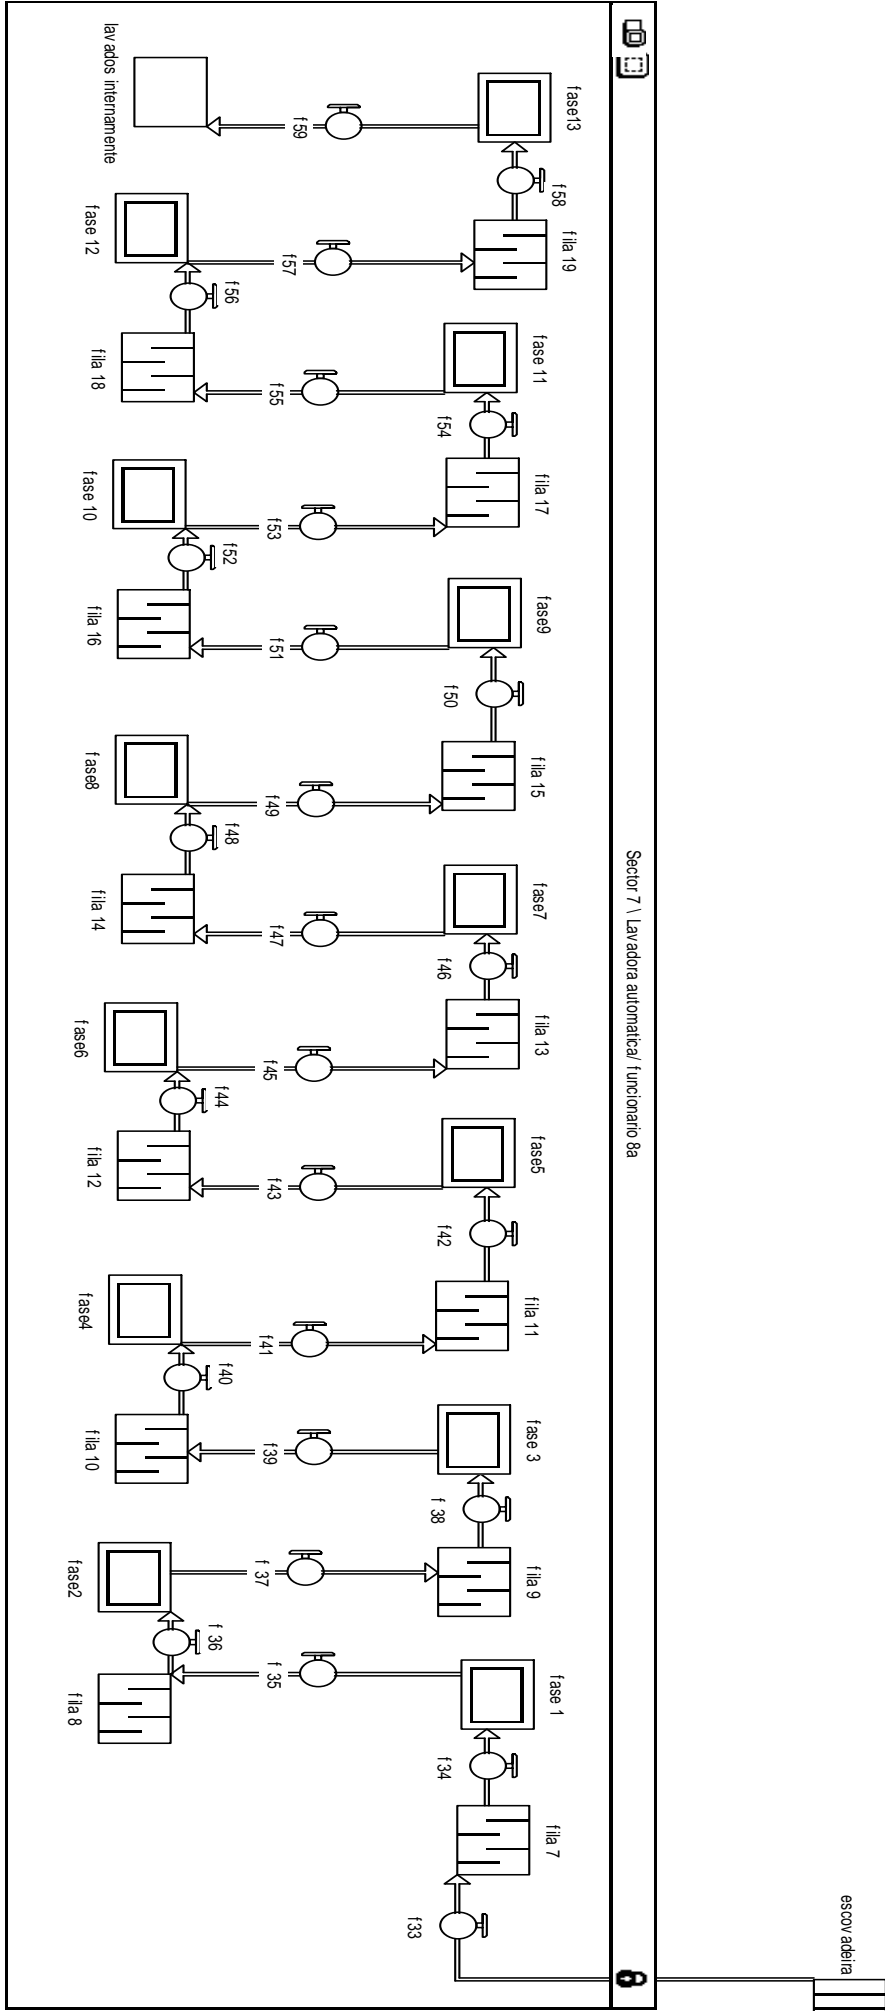 Sector 7 \ Lavadora automatica/ funcionario 8a
escovadeira
f33
fila 7
f34
fase 1
f 35
fila 8
f 36
fase2
f 37
fila 9
f 38
fase 3
f39
fila 10
f40
fase4
f41
fila 11
f42
fase5
f43
fila 12
f44
fase6
f45
fila 13
f46
fase7
f47
fila 14
f48
fase8
f49
fila 15
f50
fase9
f51
fila 16
f52
fase 10
f53
fila 17
f54
fase 11
f55
fila 18
f56
fase 12
f57
fila 19
f58
fase13
f59
lavados internamente